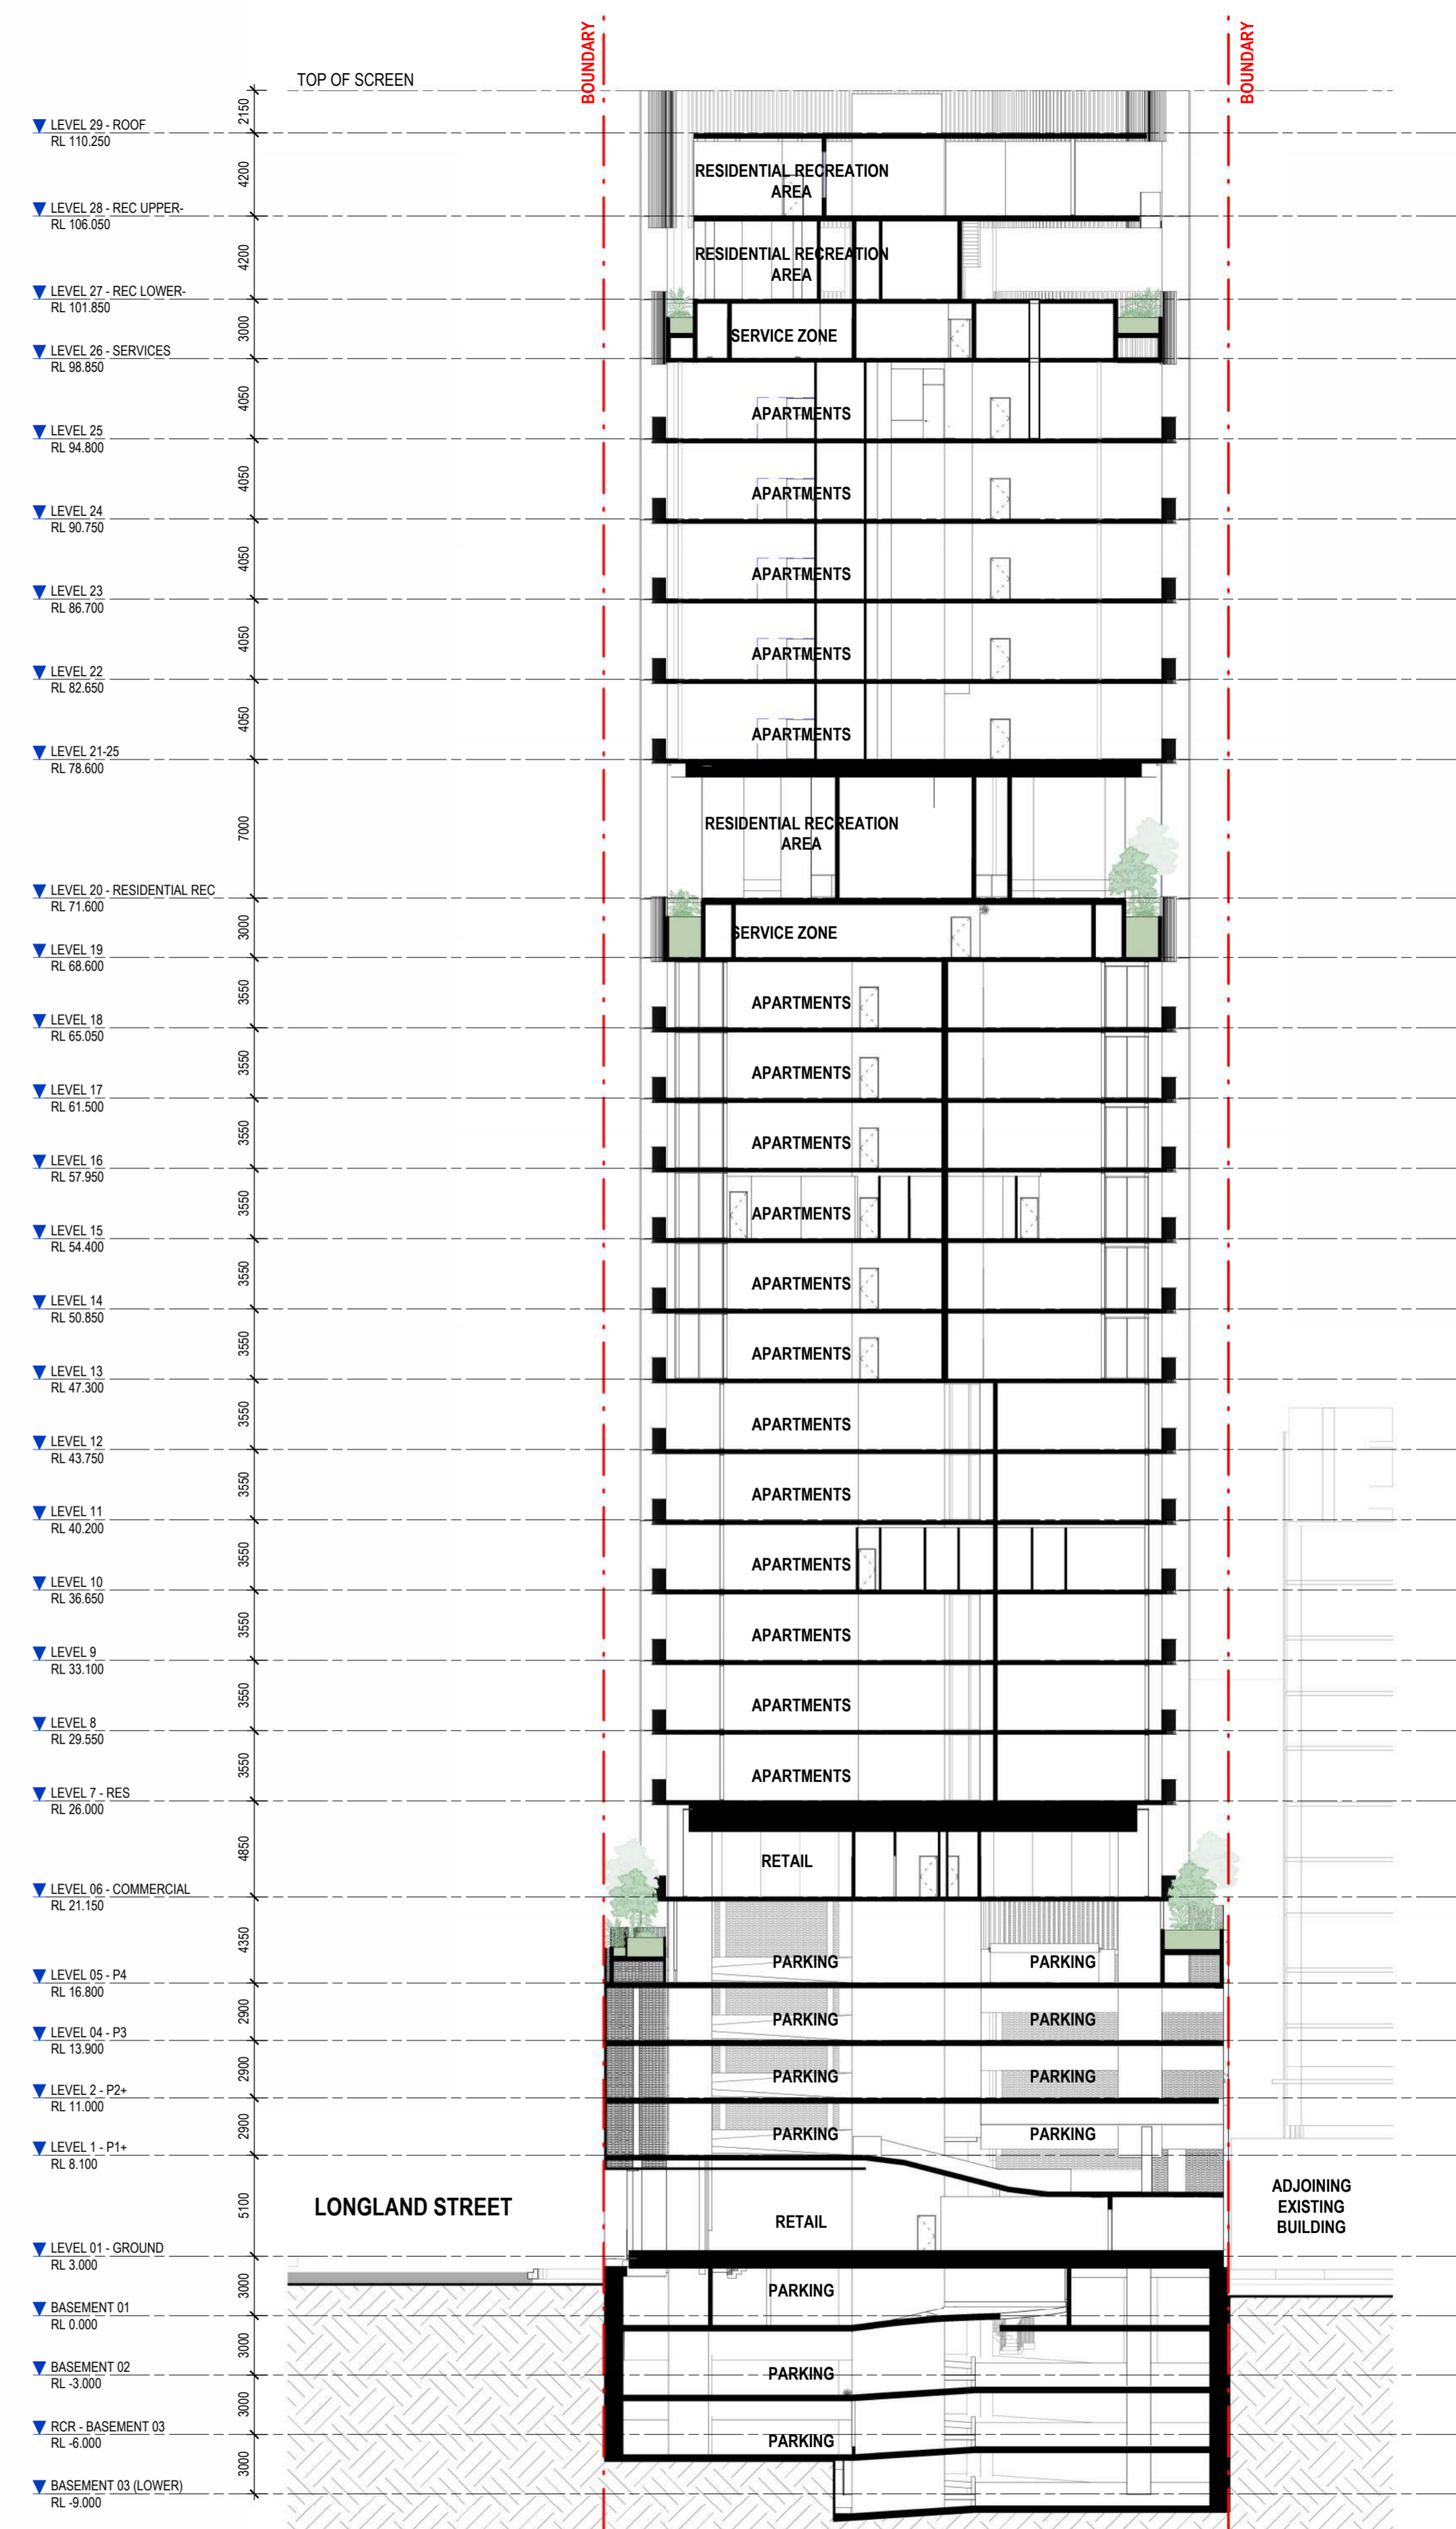 BOUNDARY
BOUNDARY
TOP OF SCREEN
2150
LEVEL 29 - ROOF
RL 110.250
4200
RESIDENTIAL RECREATION
AREA
LEVEL 28 - REC UPPER-
RL 106.050
4200
RESIDENTIAL RECREATION
AREA
LEVEL 27 - REC LOWER-
RL 101.850
3000
SERVICE ZONE
LEVEL 26 - SERVICES
RL 98.850
4050
APARTMENTS
LEVEL 25
RL 94.800
4050
APARTMENTS
LEVEL 24
RL 90.750
4050
APARTMENTS
LEVEL 23
RL 86.700
4050
APARTMENTS
LEVEL 22
RL 82.650
4050
APARTMENTS
LEVEL 21-25
RL 78.600
7000
RESIDENTIAL RECREATION
AREA
LEVEL 20 - RESIDENTIAL REC
RL 71.600
3000
SERVICE ZONE
LEVEL 19
RL 68.600
3550
APARTMENTS
LEVEL 18
RL 65.050
3550
APARTMENTS
LEVEL 17
RL 61.500
3550
APARTMENTS
LEVEL 16
RL 57.950
3550
APARTMENTS
LEVEL 15
RL 54.400
3550
APARTMENTS
LEVEL 14
RL 50.850
3550
APARTMENTS
LEVEL 13
RL 47.300
3550
APARTMENTS
LEVEL 12
RL 43.750
3550
APARTMENTS
LEVEL 11
RL 40.200
3550
APARTMENTS
LEVEL 10
RL 36.650
3550
APARTMENTS
LEVEL 9
RL 33.100
3550
APARTMENTS
LEVEL 8
RL 29.550
3550
APARTMENTS
LEVEL 7 - RES
RL 26.000
4850
RETAIL
LEVEL 06 - COMMERCIAL
RL 21.150
4350
PARKING PARKING
LEVEL 05 - P4
RL 16.800
2900
PARKING PARKING
LEVEL 04 - P3
RL 13.900
2900
PARKING PARKING
LEVEL 2 - P2+
RL 11.000
2900
PARKING PARKING
LEVEL 1 - P1+
RL 8.100
5100
LONGLAND STREET
RETAIL
ADJOINING
EXISTING
BUILDING
LEVEL 01 - GROUND
RL 3.000
3000
PARKING
BASEMENT 01
RL 0.000
3000
PARKING
BASEMENT 02
RL -3.000
3000
PARKING
RCR - BASEMENT 03
RL -6.000
3000
BASEMENT 03 (LOWER)
RL -9.000